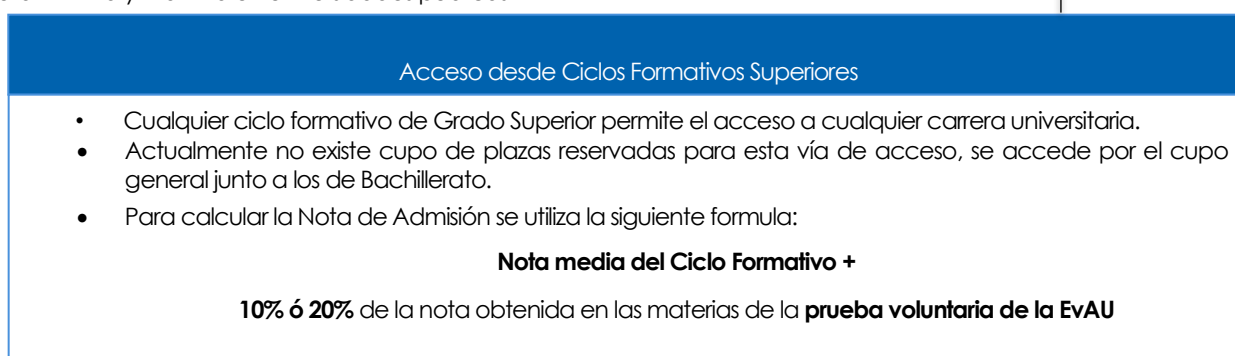 Acceso desde Ciclos Formativos Superiores
• Cualquier ciclo formativo de Grado Superior permite el acceso a cualquier carrera universitaria.
• Actualmente no existe cupo de plazas reservadas para esta vía de acceso, se accede por el cupo
general junto a los de Bachillerato.
• Para calcular la Nota de Admisión se utiliza la siguiente formula:
Nota media del Ciclo Formativo +
10% ó 20% de la nota obtenida en las materias de la prueba voluntaria de la EvAU